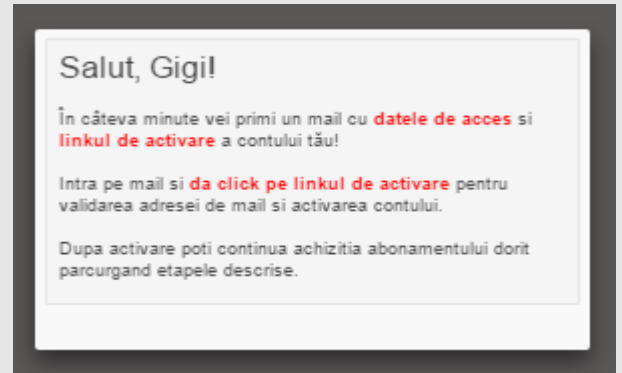 Salut, Gigi!
În câteva minute vei primi un mail cu datele de acces si
linkul de activare a contului tău!
Intra pe mail si da click pe linkul de activare pentru
validarea adresei de mail si activarea contului.
Dupa activare poti continua achizitia abonamentului dorit
parcurgand etapele descrise.